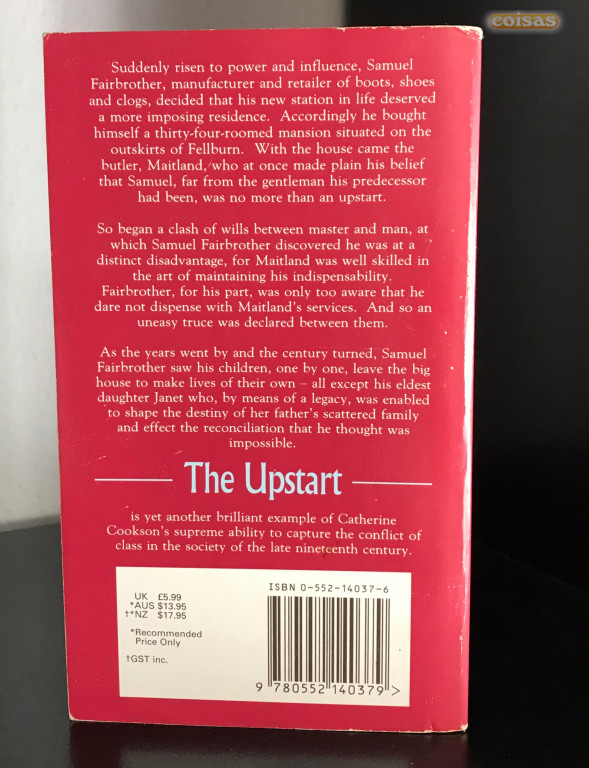 coisas
Suddenly risen to power and influence, Samuel
Fairbrother, manufacturer and retailer of boots, shoes
and clogs, decided that his new station in life deserved
a more imposing residence. Accordingly he bought
himself a thirty-four-roomed mansion situated on the
outskirts of Fellburn. With the house came the
butler, Maitland, who at once made plain his belief
that Samuel, far from the gentleman his predecessor
had been, was no more than an upstart.
So began a clash of wills between master and man, at
which Samuel Fairbrother discovered he was at a
distinct disadvantage, for Maitland was well skilled in
the art of maintaining his indispensability.
Fairbrother, for his part, was only too aware that he
dare not dispense with Maitland's services. And so an
uneasy truce was declared between them.
As the years went by and the century turned, Samuel
Fairbrother saw his children, one by one, leave the big
house to make lives of their own – all except his eldest
daughter Janet who, by means of a legacy, was enabled
to shape the destiny of her father's scattered family
and effect the reconciliation that he thought was
impossible.
The Upstart
is yet another brilliant example of Catherine
Cookson's supreme ability to capture the conflict of
class in the society of the late nineteenth century.
ISBN 0-552-14037-6
UK £5.99
*AUS $13.95
†*NZ $17.95
*Recommended
Price Only
†GST inc.
9 780552 140379 >